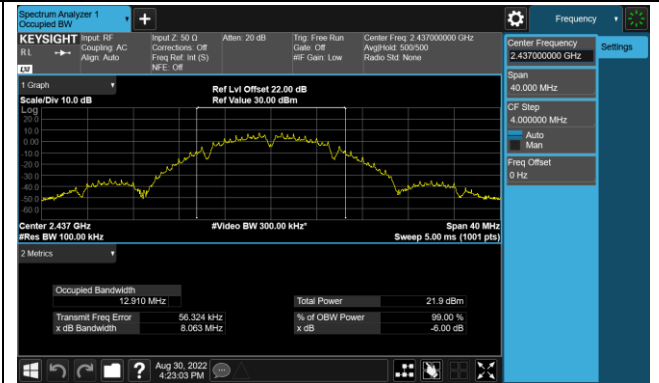 Spectrum Analyzer 1
Occupied BW
+
Frequency
KEYSIGHT Input: RF
R L
Coupling: AC
Align: Auto
LXI
Input Z: 50 Ω
Corrections: Off
Freq Ref: Int (S)
NFE: Off
Atten: 20 dB
Trig: Free Run
Gate: Off
#IF Gain: Low
Center Freq: 2.437000000 GHz
Avg|Hold: 500/500
Radio Std: None
Center Frequency
2.437000000 GHz
Settings
Span
40.000 MHz
CF Step
4.000000 MHz
Auto
Man
Freq Offset
0 Hz
1 Graph
Scale/Div 10.0 dB
Ref Lvl Offset 22.00 dB
Ref Value 30.00 dBm
Log
20.0
10.0
0.00
-10.0
-20.0
-30.0
-40.0
-50.0
-60.0
Center 2.437 GHz
#Res BW 100.00 kHz
#Video BW 300.00 kHz*
Span 40 MHz
Sweep 5.00 ms (1001 pts)
2 Metrics
Occupied Bandwidth
12.910 MHz
Total Power 21.9 dBm
Transmit Freq Error 56.324 kHz
% of OBW Power 99.00 %
x dB Bandwidth 8.063 MHz
x dB -6.00 dB
?
Aug 30, 2022
4:23:03 PM